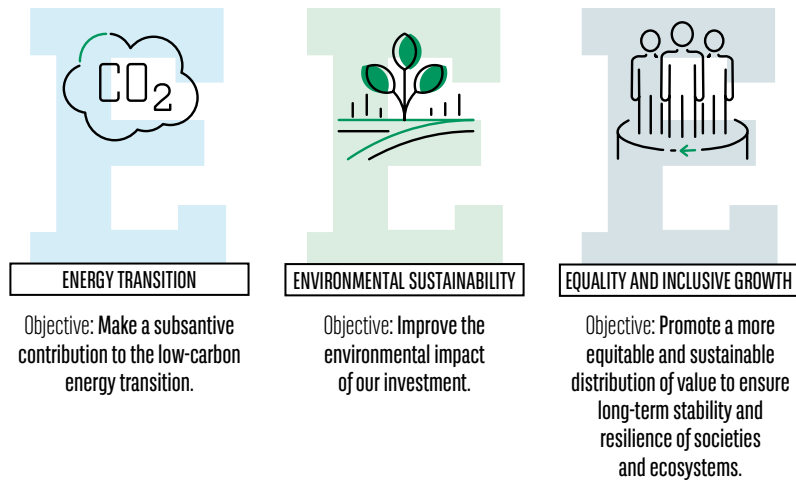 CO2
ENERGY TRANSITION
Objective: Make a subsantive
contribution to the low-carbon
energy transition.
E
ENVIRONMENTAL SUSTAINABILITY
Objective: Improve the
environmental impact
of our investment.
E
EQUALITY AND INCLUSIVE GROWTH
Objective: Promote a more
equitable and sustainable
distribution of value to ensure
long-term stability and
resilience of societies
and ecosystems.
E